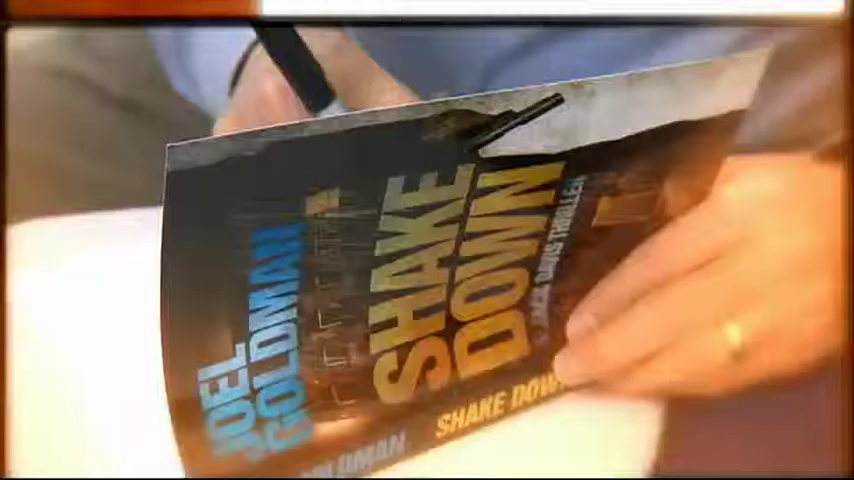 JOEL
GOLDMAN
SHAKE
DOWN
A JACK DAVIS THRILLER
GOLDMAN
SHAKE DOWN